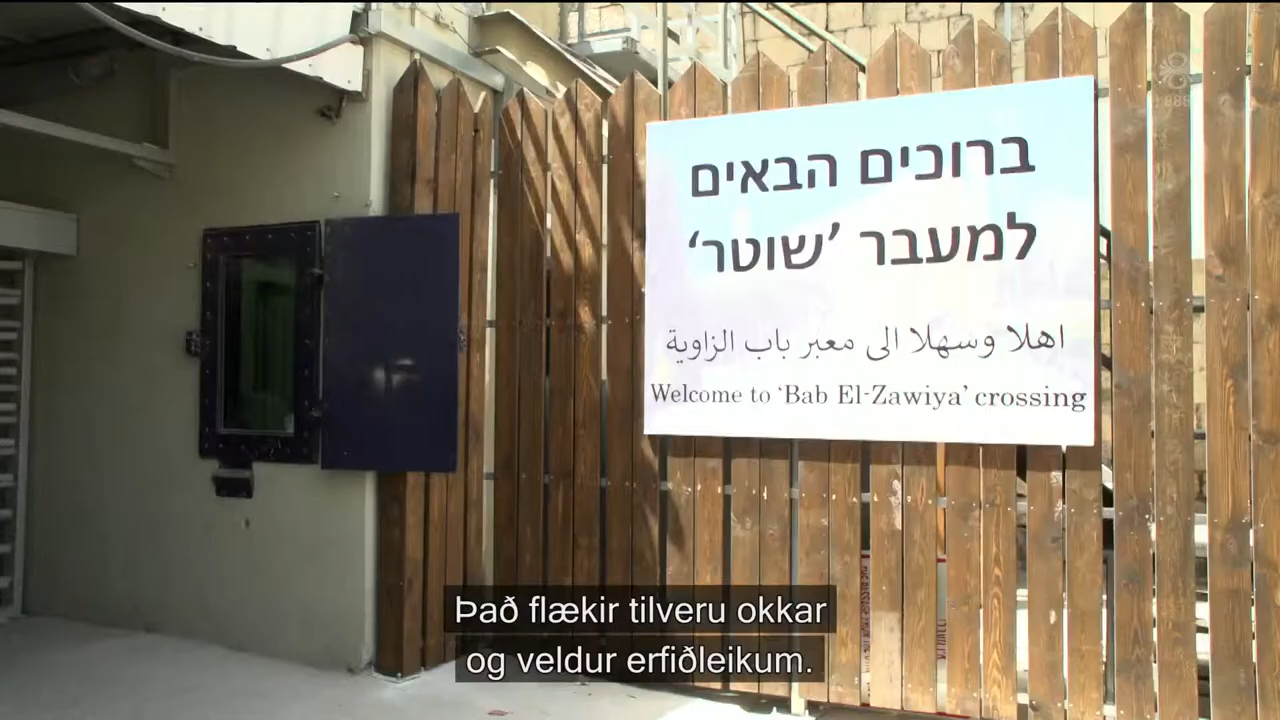 ברוכים הבאים
למעבר 'שוטר'
اهلا وسهلا الى معبر باب الزاوية
Welcome to ‘Bab El-Zawiya’ crossing
888
Það flækir tilveru okkar
og veldur erfiðleikum.